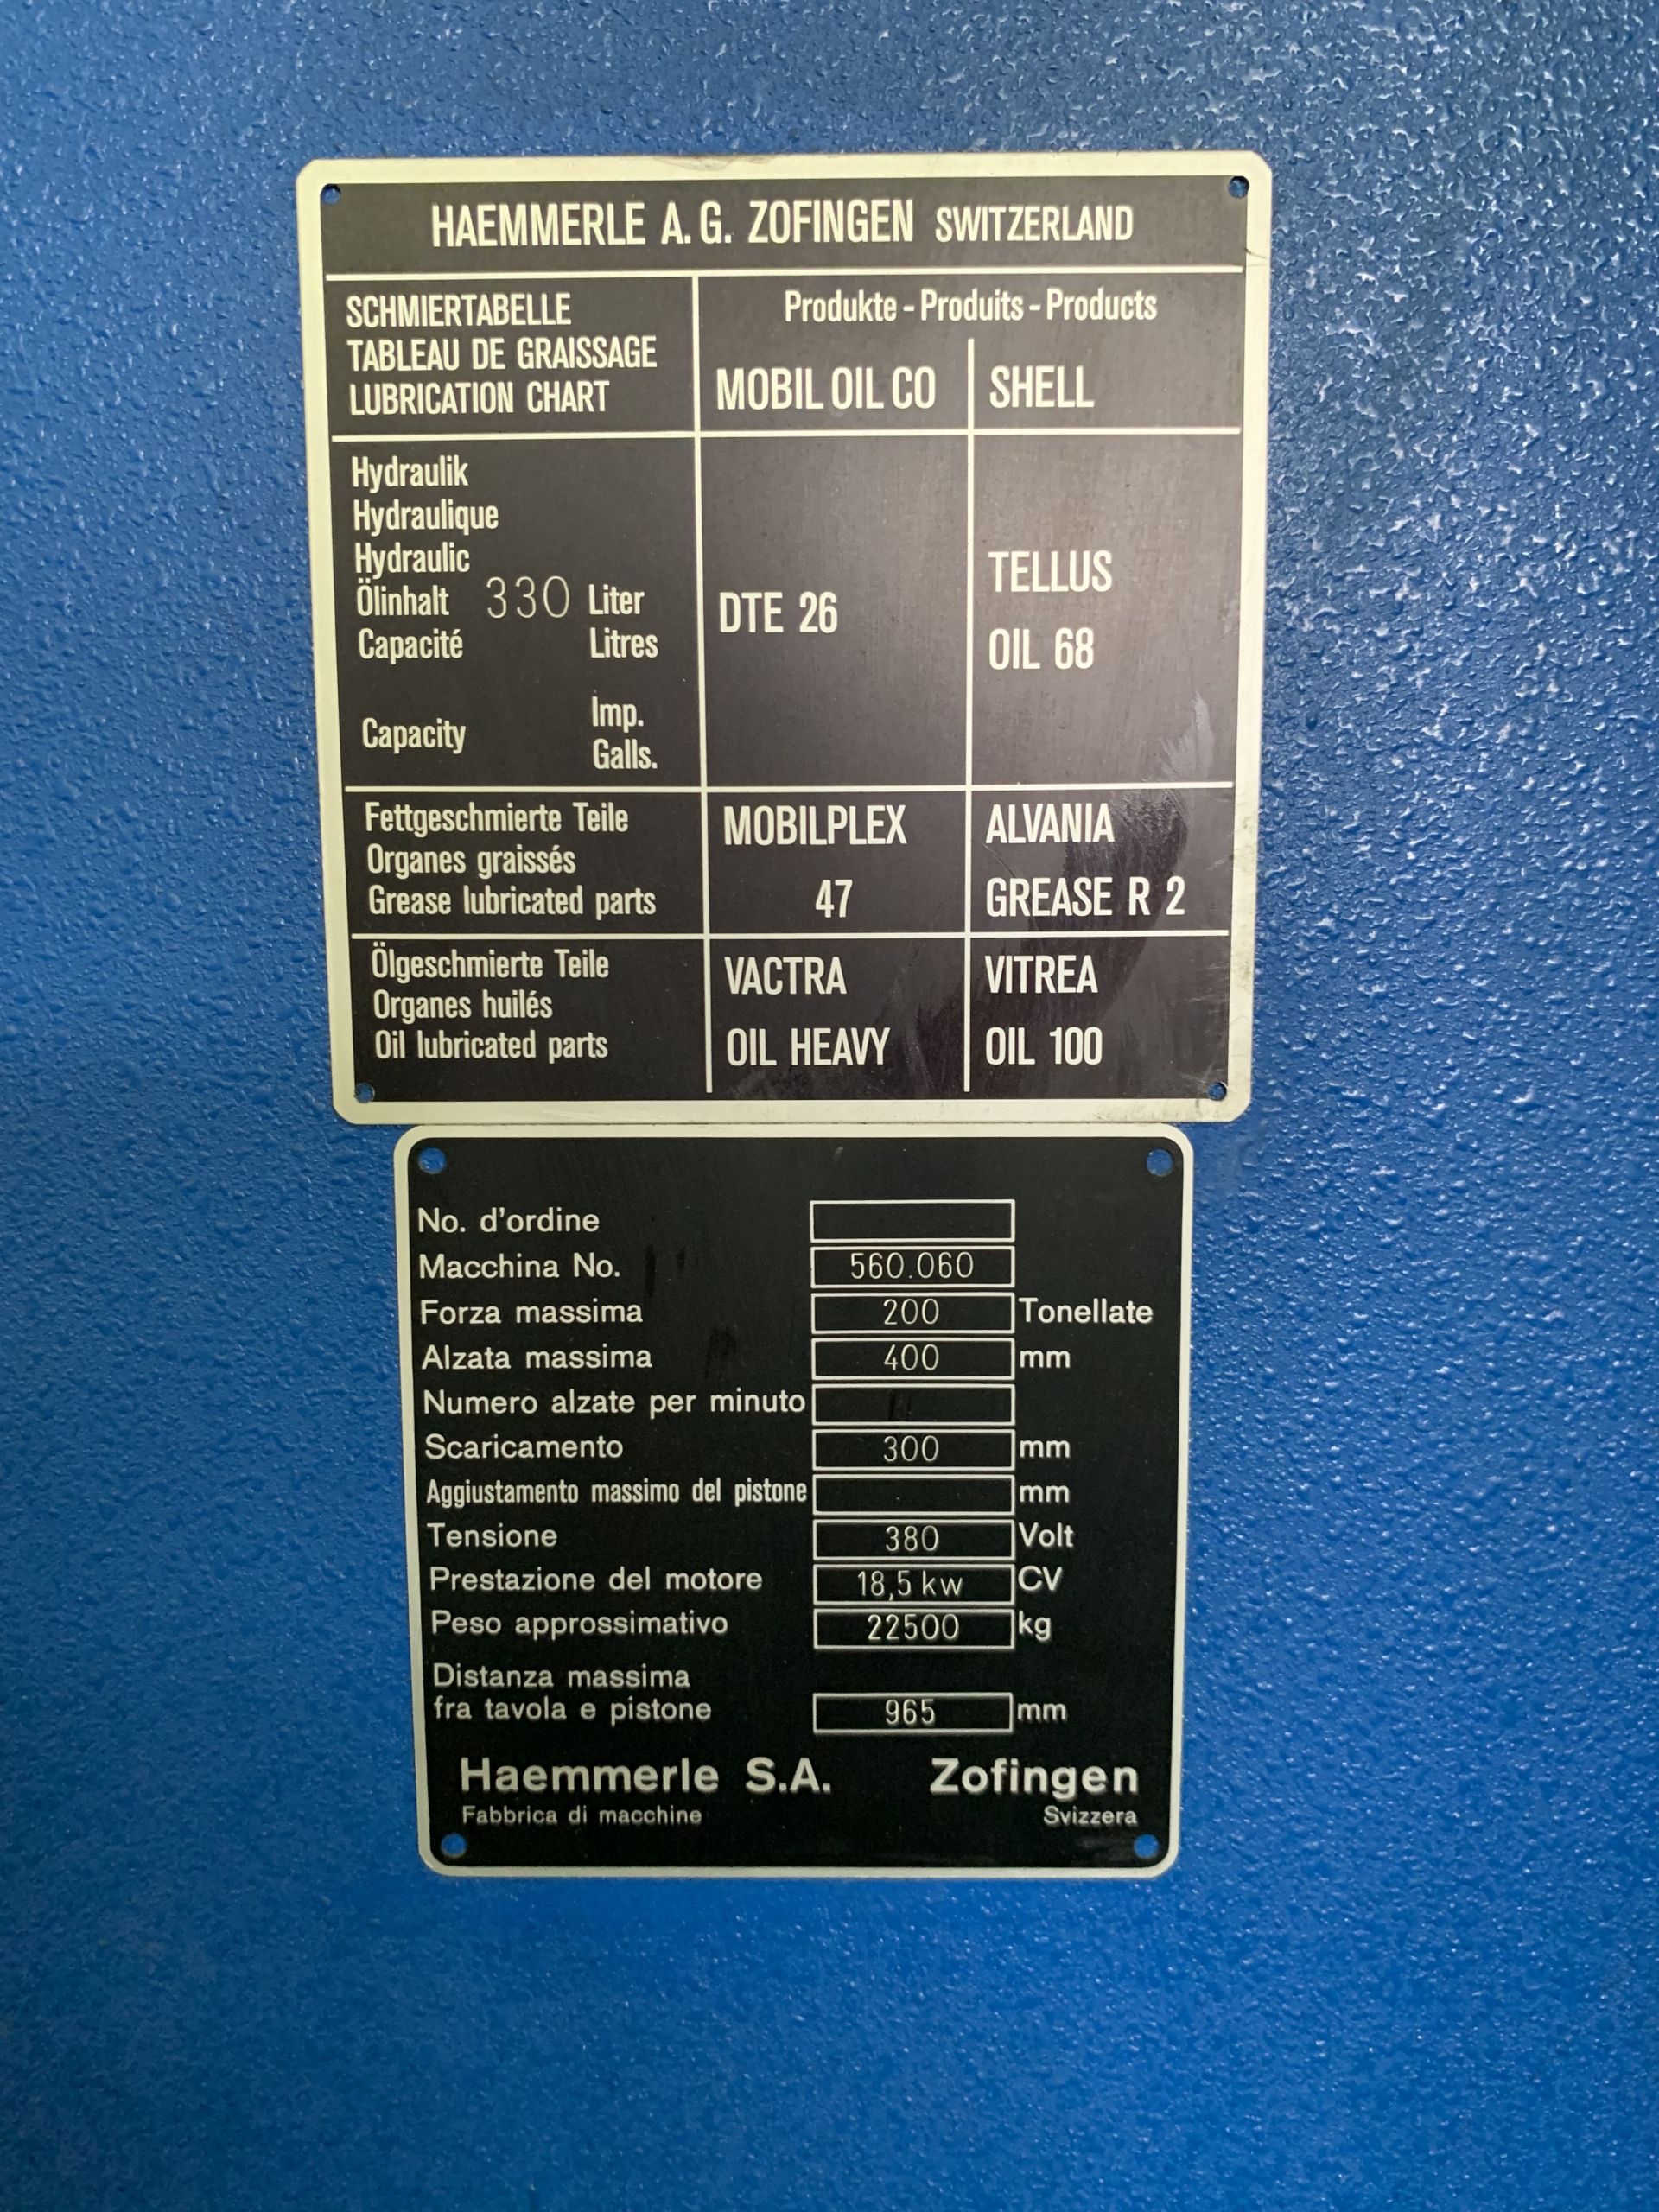 HAEMMERLE A.G. ZOFINGEN SWITZERLAND
SCHMIERTABELLE
TABLEAU DE GRAISSAGE
LUBRICATION CHART
Produkte - Produits - Products
MOBIL OIL CO SHELL
Hydraulik
Hydraulique
Hydraulic
Ölinhalt 330 Liter
Capacité Litres
Capacity Imp. Galls.
DTE 26
TELLUS
OIL 68
Fettgeschmierte Teile
Organes graissés
Grease lubricated parts
MOBILPLEX
47
ALVANIA
GREASE R 2
Ölgeschmierte Teile
Organes huilés
Oil lubricated parts
VACTRA
OIL HEAVY
VITREA
OIL 100
No. d'ordine
Macchina No. 560.060
Forza massima 200 Tonellate
Alzata massima 400 mm
Numero alzate per minuto
Scaricamento 300 mm
Aggiustamento massimo del pistone mm
Tensione 380 Volt
Prestazione del motore 18,5 kw CV
Peso approssimativo 22500 kg
Distanza massima
fra tavola e pistone 965 mm
Haemmerle S.A. Zofingen
Fabbrica di macchine Svizzera